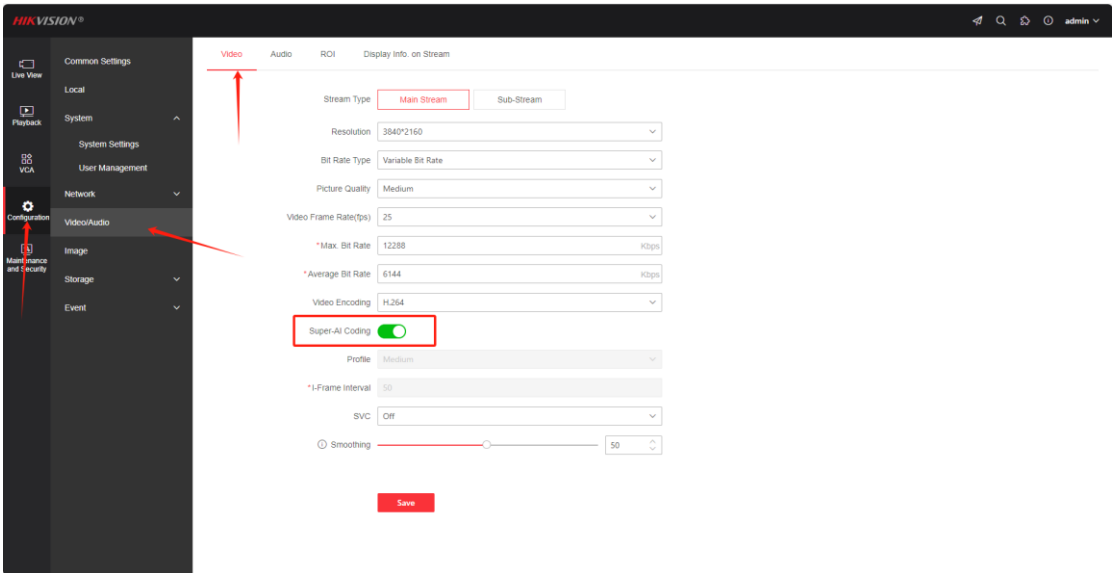 HIKVISION®
admin
Live View
Playback
VCA
Configuration
Maintenance
and Security
Common Settings
Local
System
System Settings
User Management
Network
Video/Audio
Image
Storage
Event
Video Audio ROI Display Info. on Stream
Stream Type Main Stream Sub-Stream
Resolution 3840*2160
Bit Rate Type Variable Bit Rate
Picture Quality Medium
Video Frame Rate(fps) 25
*Max. Bit Rate 12288 Kbps
*Average Bit Rate 6144 Kbps
Video Encoding H.264
Super-AI Coding
Profile Medium
*I-Frame Interval 50
SVC Off
Smoothing 50
Save